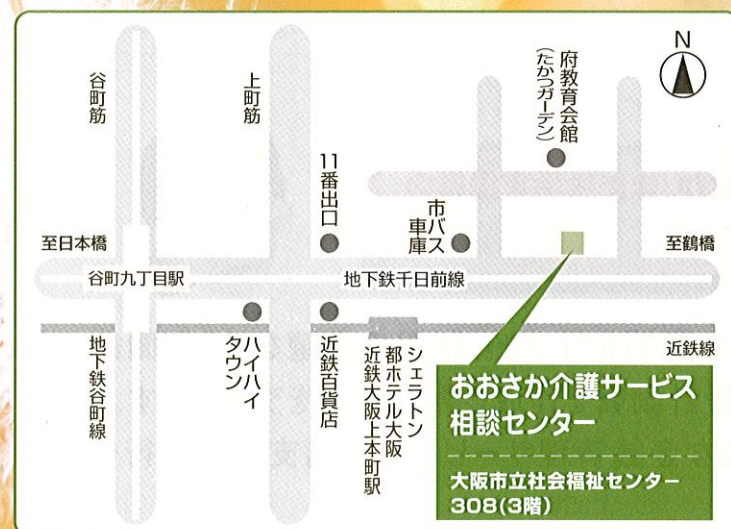 N
谷町筋
上町筋
府教育会館
(たかつガーデン)
11番出口
市バス
車庫
至日本橋
至鶴橋
谷町九丁目駅
地下鉄千日前線
近鉄線
地下鉄谷町線
ハイハイ
タウン
近鉄百貨店
シェラトン
都ホテル大阪
近鉄大阪上本町駅
おおさか介護サービス
相談センター
大阪市立社会福祉センター
308(3階)